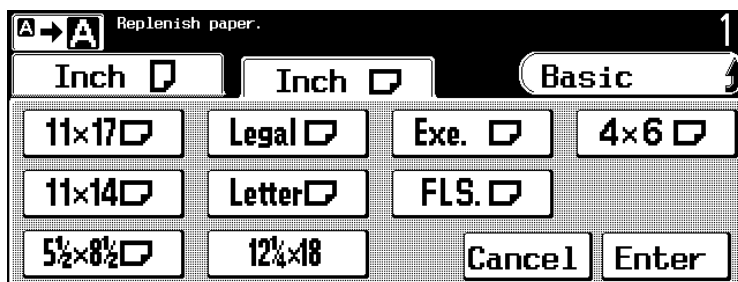 A→A Replenish paper. 1
Inch Inch Basic
11×17 Legal Exe. 4×6
11×14 Letter FLS.
5½×8½ 12¼×18 Cancel Enter